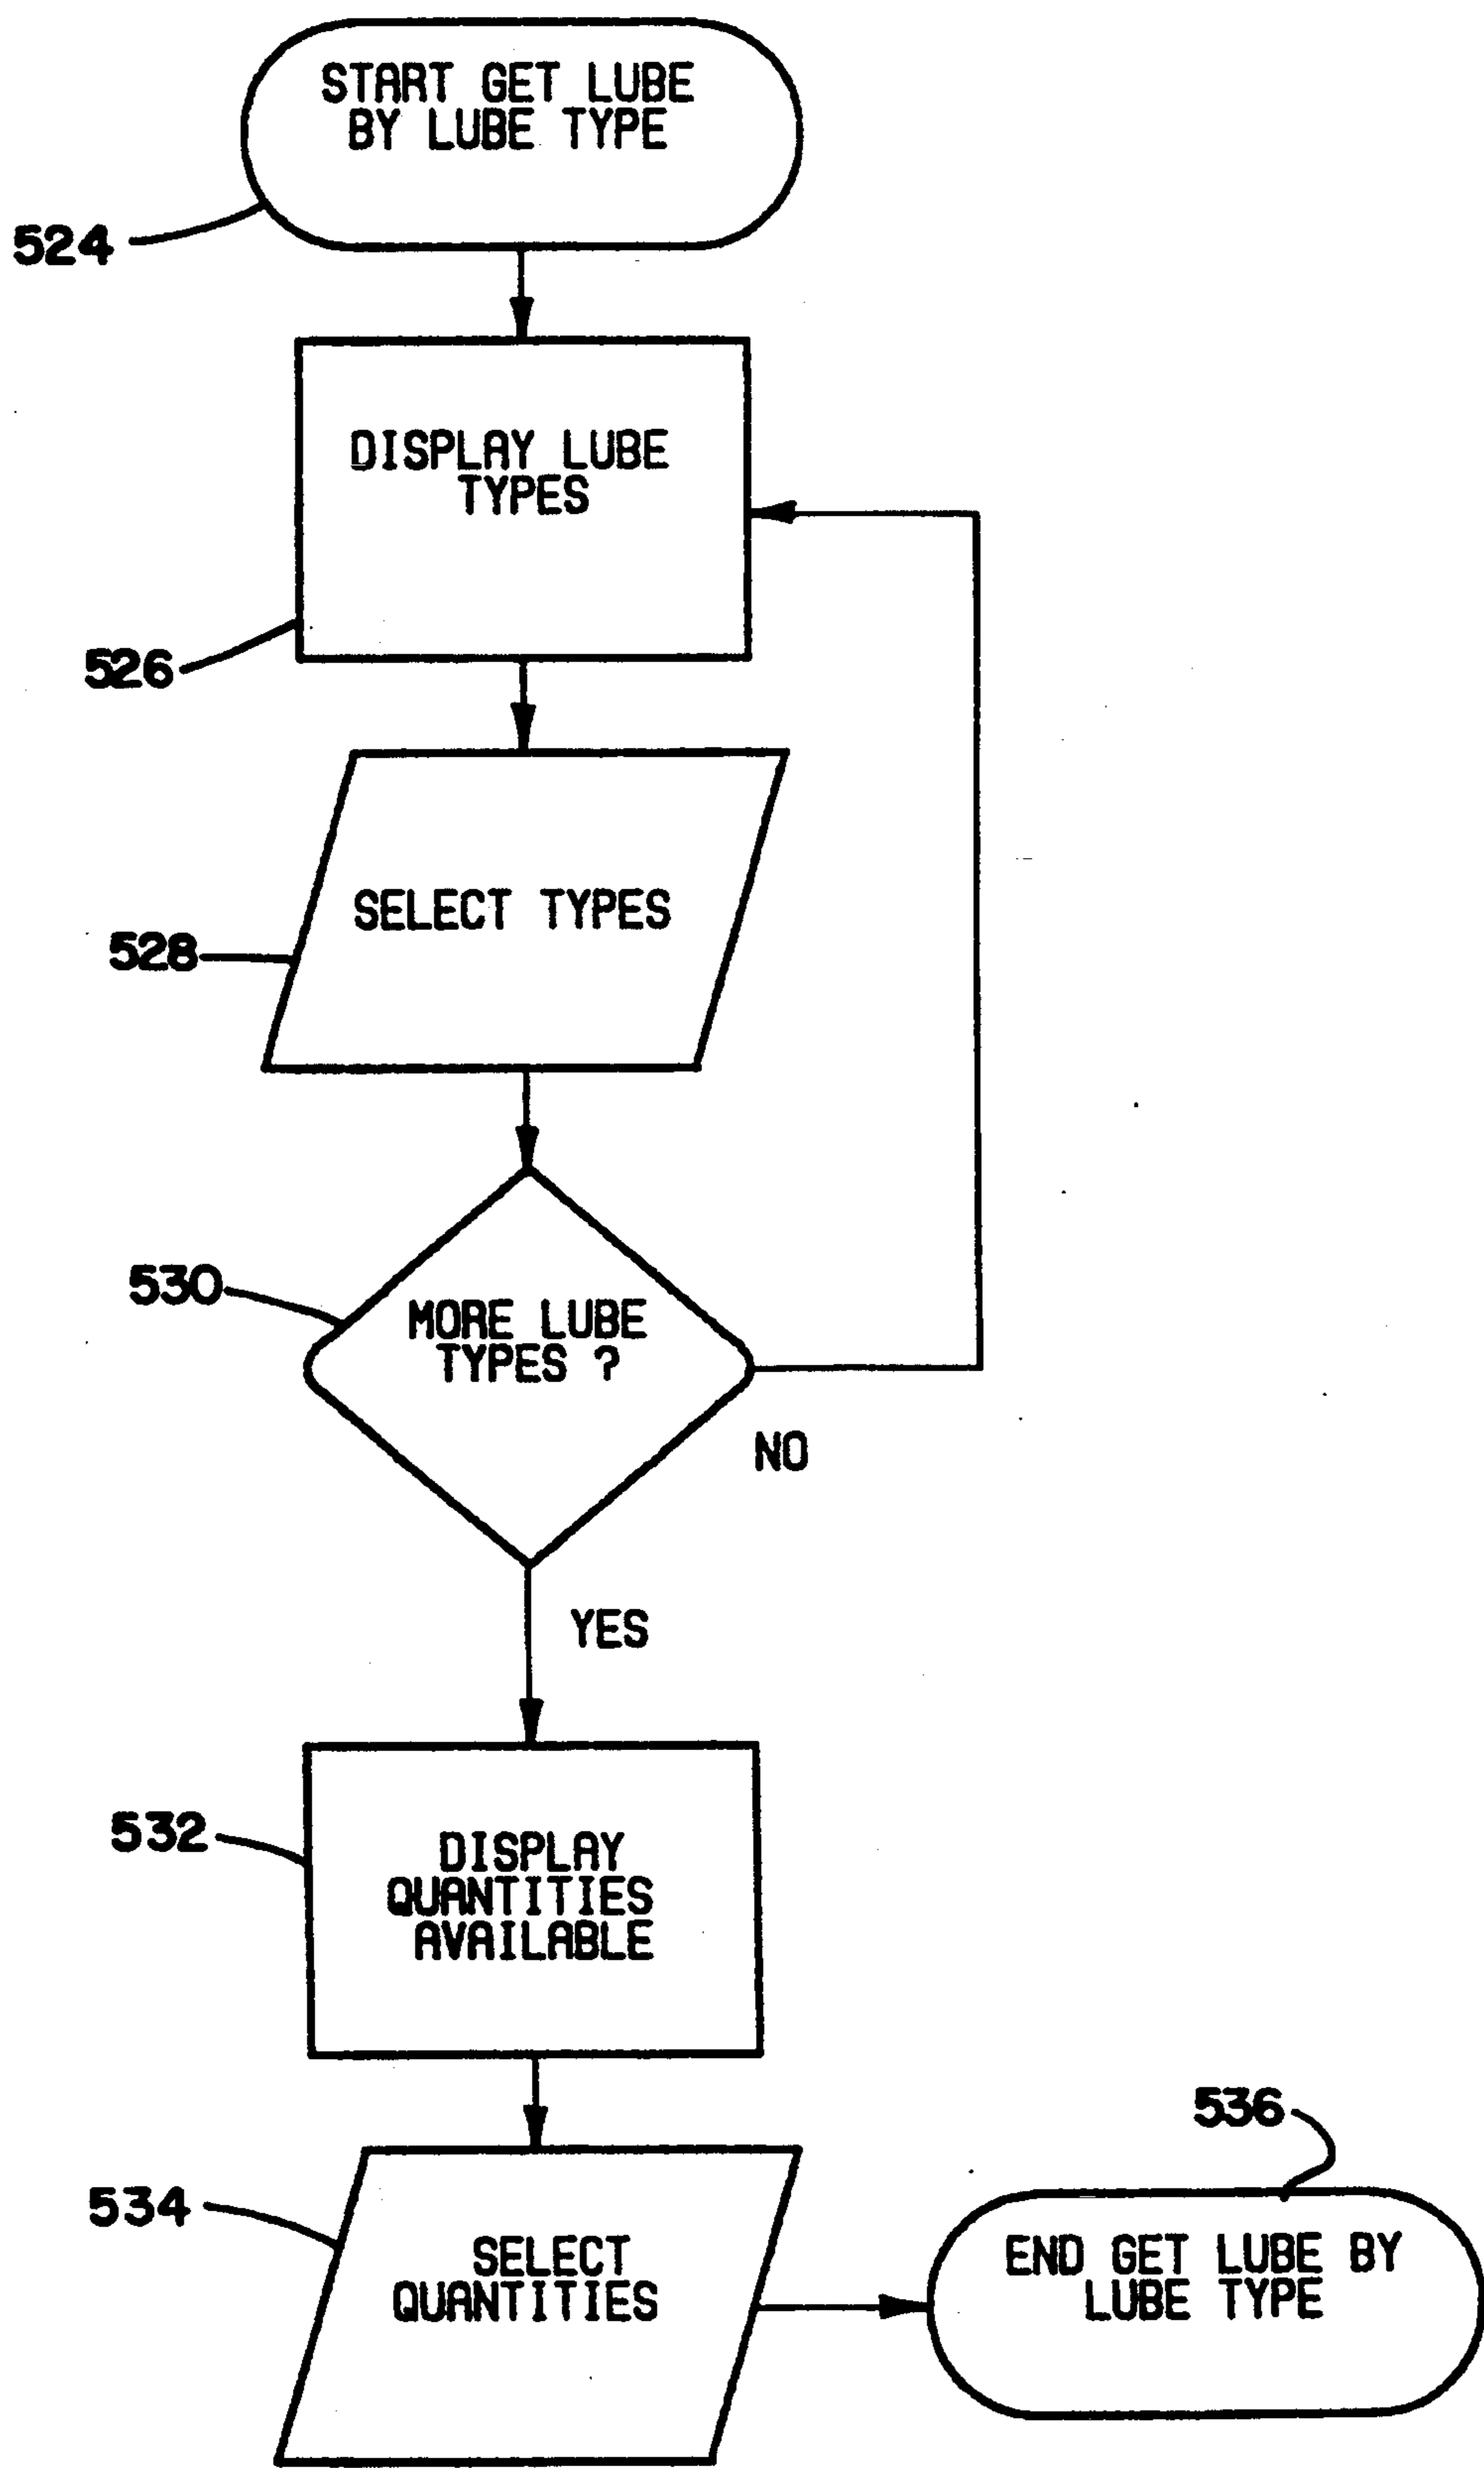 START GET LUBE
BY LUBE TYPE
524
DISPLAY LUBE
TYPES
526
SELECT TYPES
528
530
MORE LUBE
TYPES ?
NO
YES
532
DISPLAY
QUANTITIES
AVAILABLE
536
534
SELECT
QUANTITIES
END GET LUBE BY
LUBE TYPE